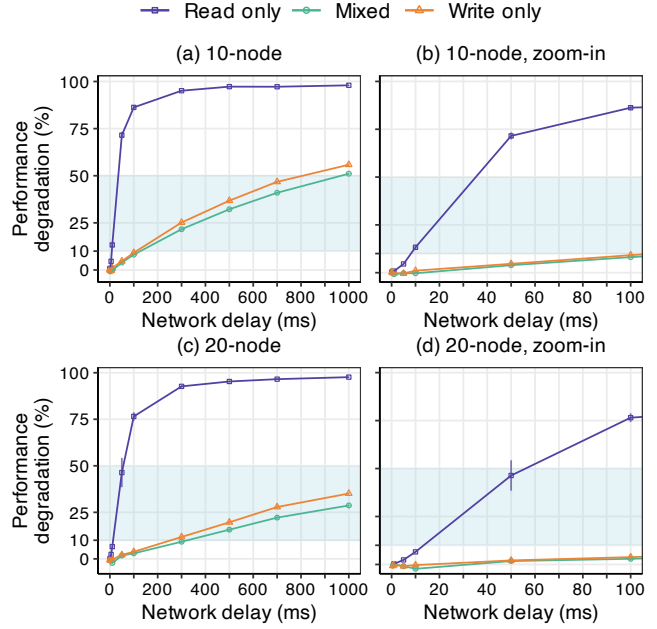 Read only Mixed Write only
(a) 10-node (b) 10-node, zoom-in
Performance
degradation (%)
100
75
50
25
10
0
0 200 400 600 800 1000 0 20 40 60 80 100
Network delay (ms) Network delay (ms)
(c) 20-node (d) 20-node, zoom-in
Performance
degradation (%)
100
75
50
25
10
0
0 200 400 600 800 1000 0 20 40 60 80 100
Network delay (ms) Network delay (ms)